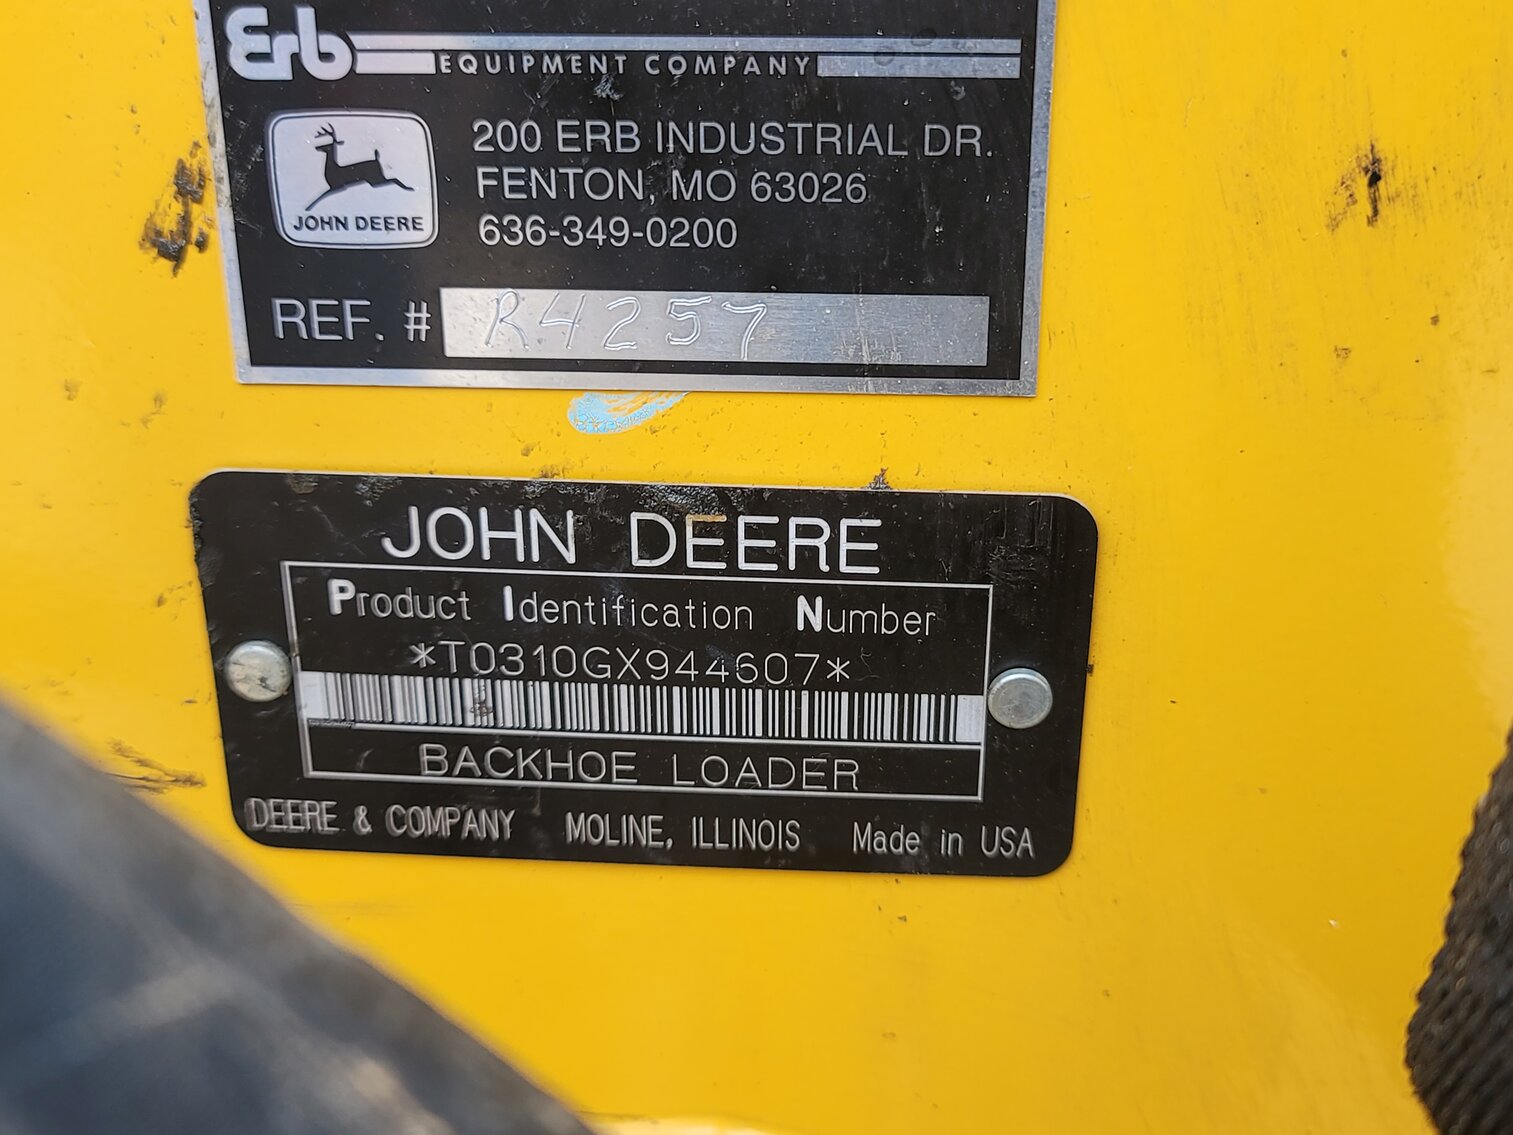 Erb
EQUIPMENT COMPANY
JOHN DEERE
200 ERB INDUSTRIAL DR.
FENTON, MO 63026
636-349-0200
REF. # R4257
JOHN DEERE
Product Identification Number
*T0310GX944607*
BACKHOE LOADER
DEERE & COMPANY MOLINE, ILLINOIS Made in USA